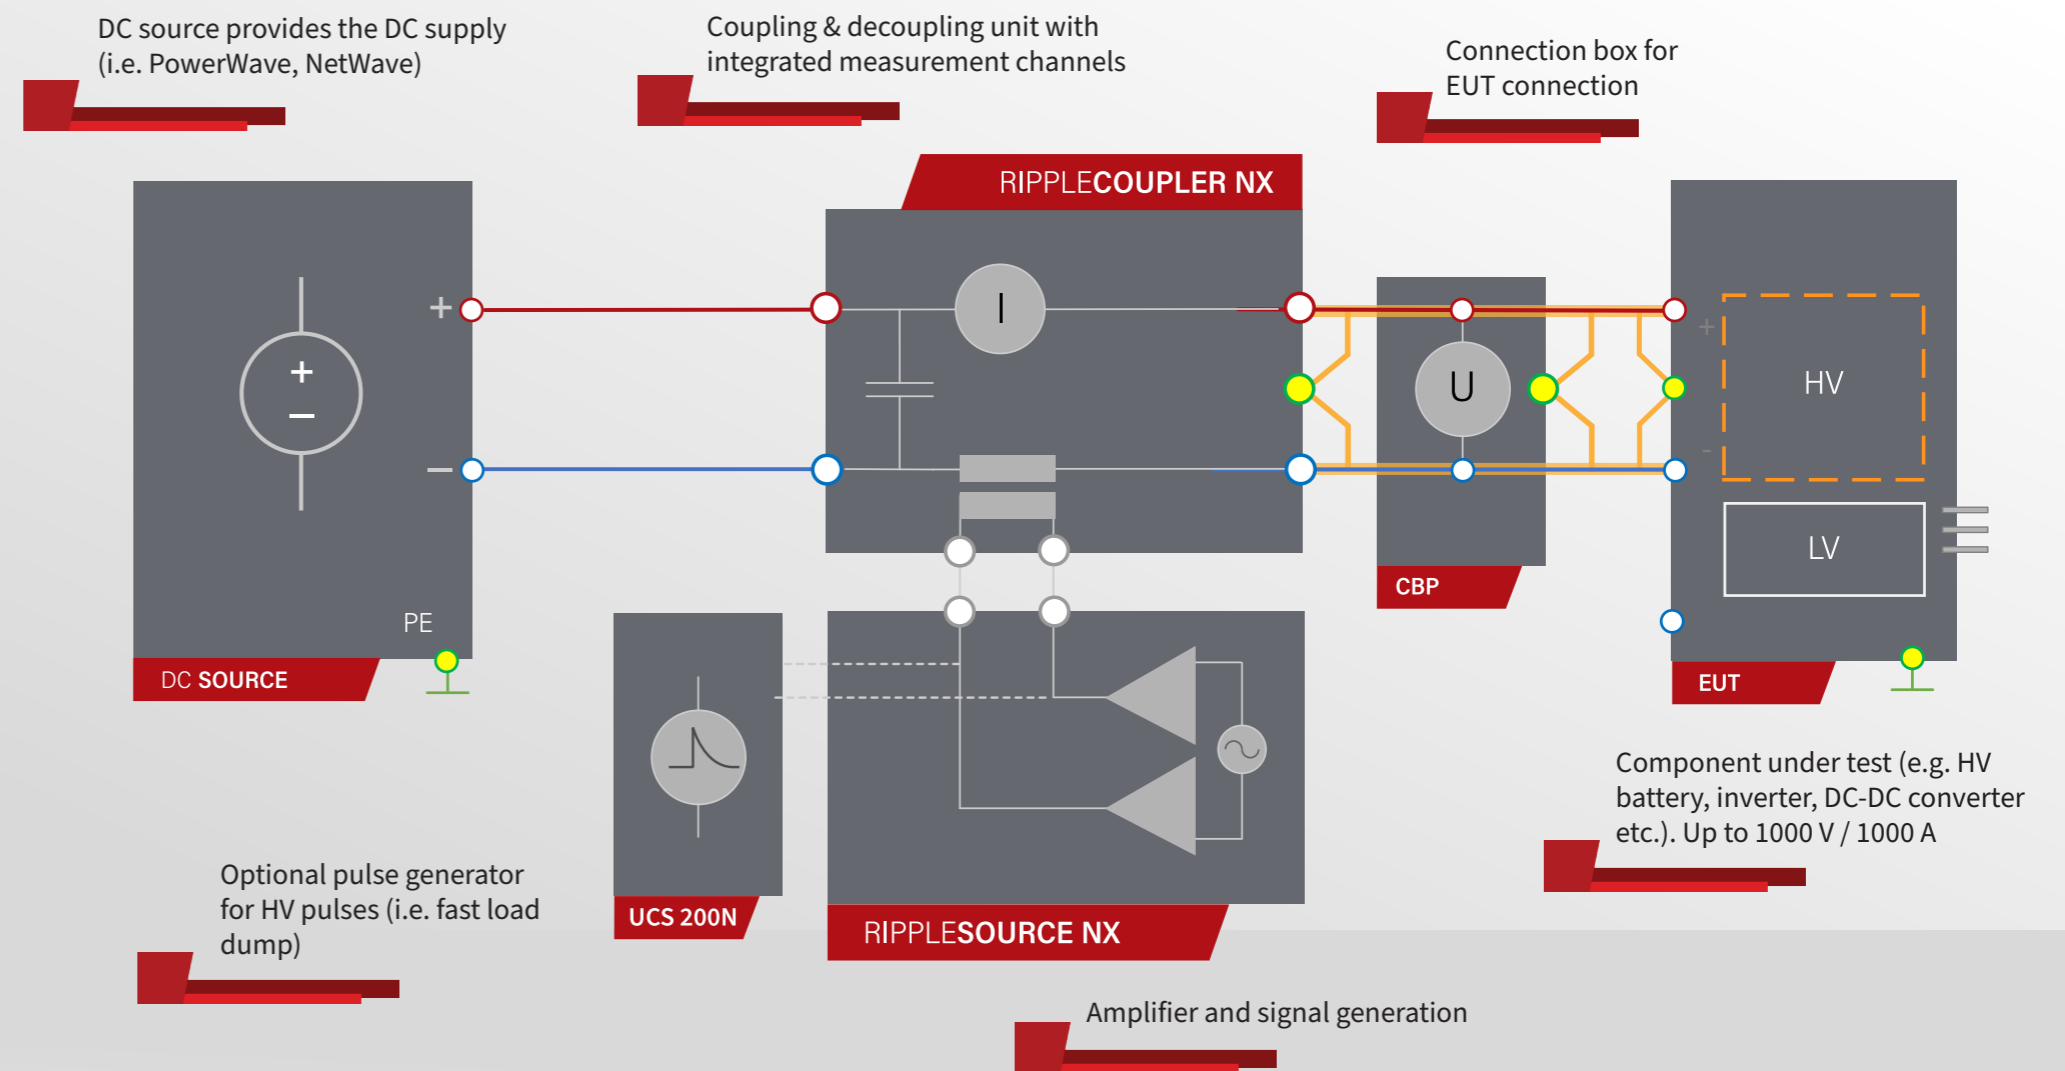 DC source provides the DC supply
(i.e. PowerWave, NetWave)
Coupling & decoupling unit with
integrated measurement channels
Connection box for
EUT connection
RIPPLECOUPLER NX
+
I
+
−
U
+
-
HV
LV
−
PE
DC SOURCE
CBP
EUT
UCS 200N
RIPPLESOURCE NX
Component under test (e.g. HV
battery, inverter, DC-DC converter
etc.). Up to 1000 V / 1000 A
Optional pulse generator
for HV pulses (i.e. fast load
dump)
Amplifier and signal generation